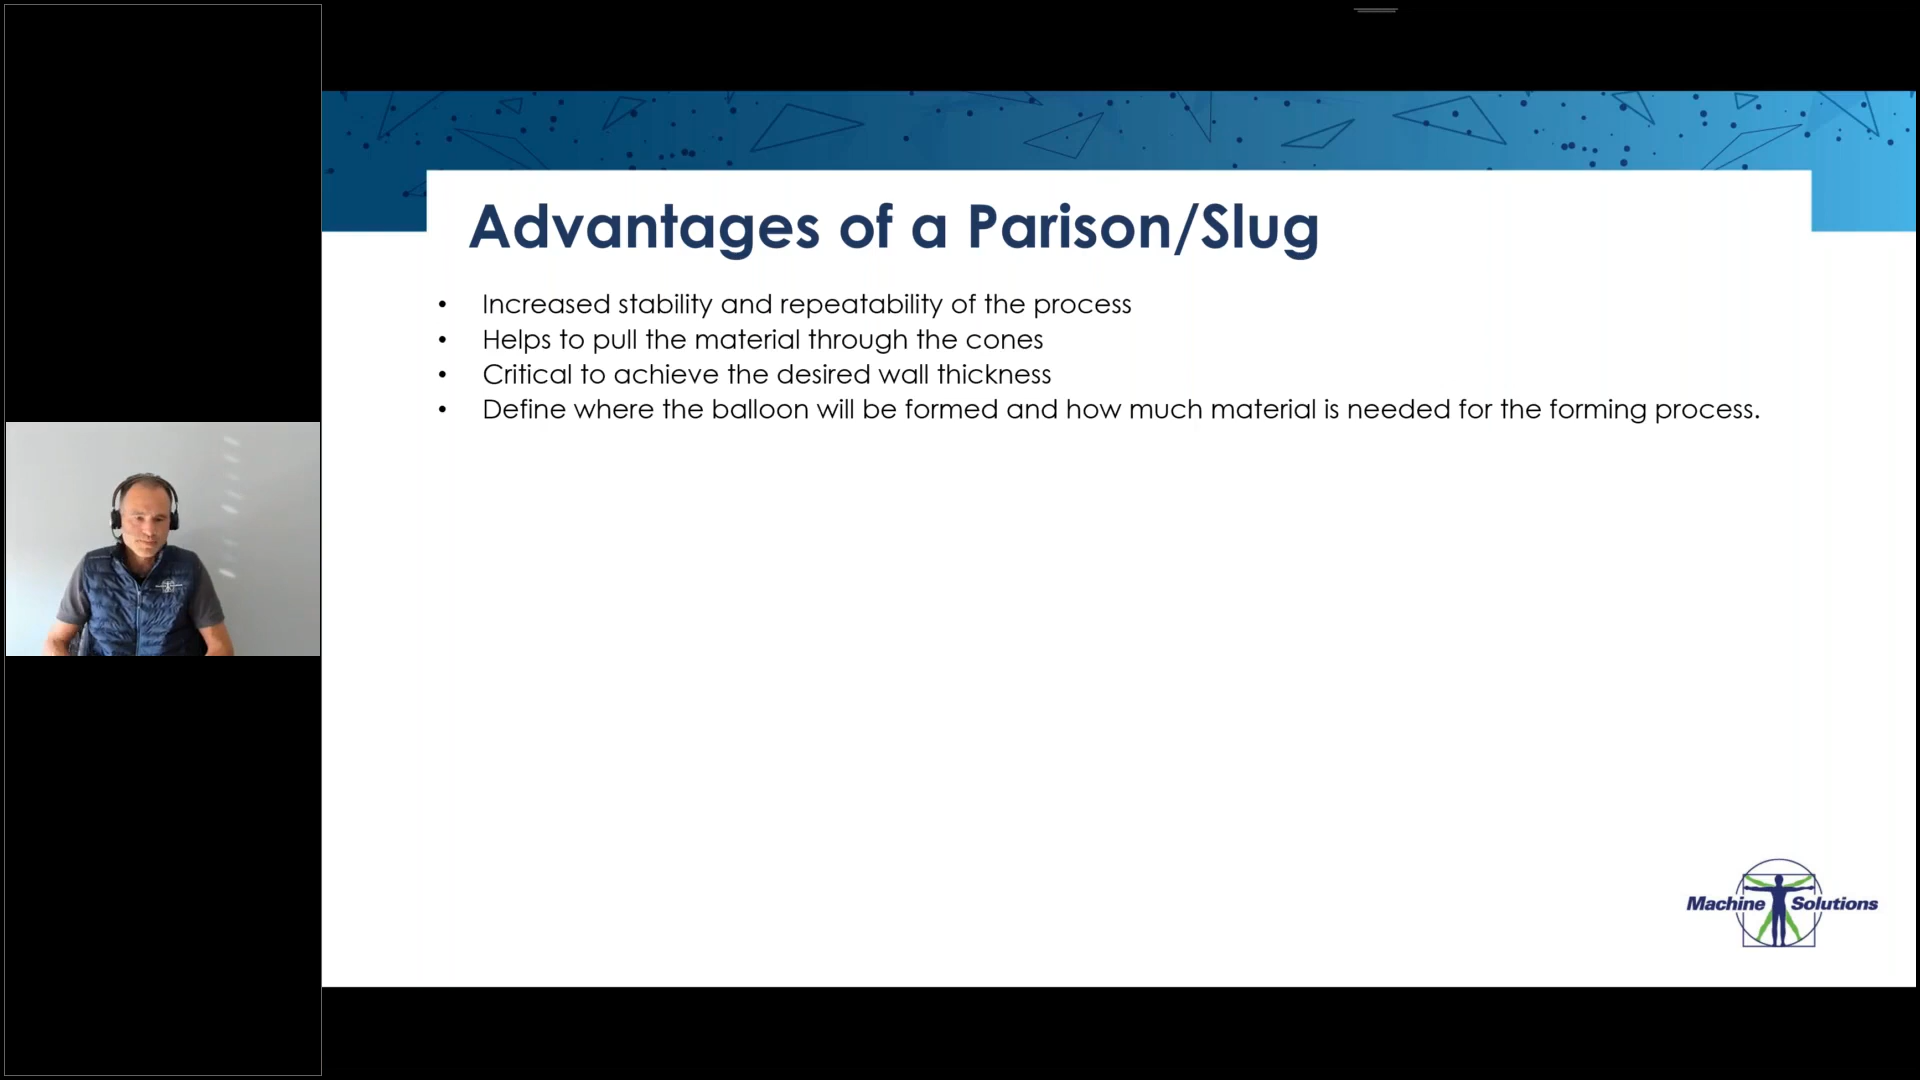 Advantages of a Parison/Slug
• Increased stability and repeatability of the process
• Helps to pull the material through the cones
• Critical to achieve the desired wall thickness
• Define where the balloon will be formed and how much material is needed for the forming process.
Machine Solutions